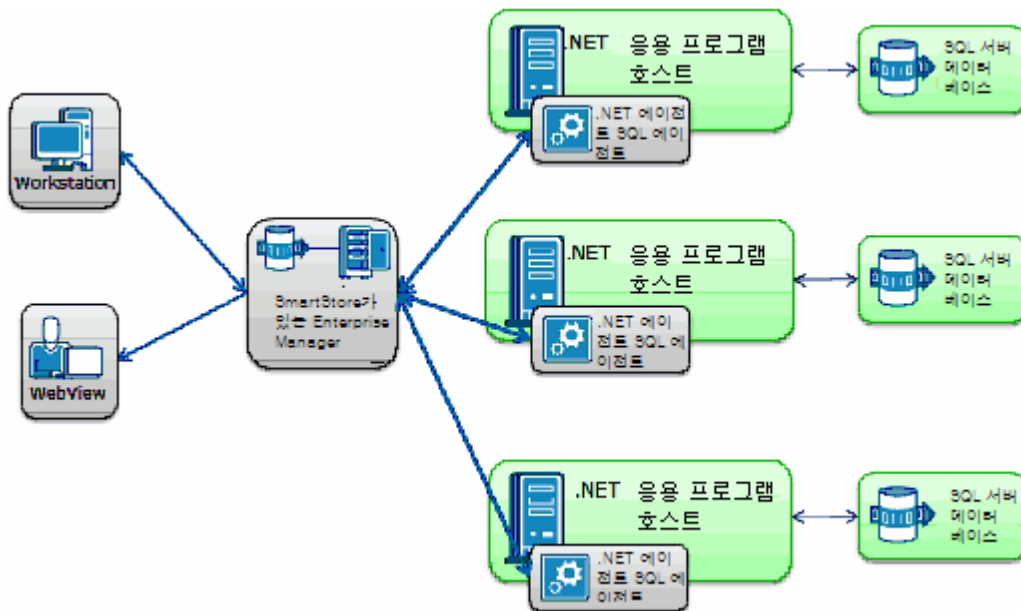 .NET 응용 프로그램
호스트
.NET 에이전
트 SQL 에이
전트
SQL 서버
데이터
베이스
Workstation
SmartStore가
있는 Enterprise
Manager
WebView
.NET 응용 프로그램
호스트
.NET 에이
전트 SQL 에
이전트
SQL 서버
데이터
베이스
.NET 응용 프로그램
호스트
.NET 에이
전트 SQL 에
이전트
SQL 서버
데이터
베이스